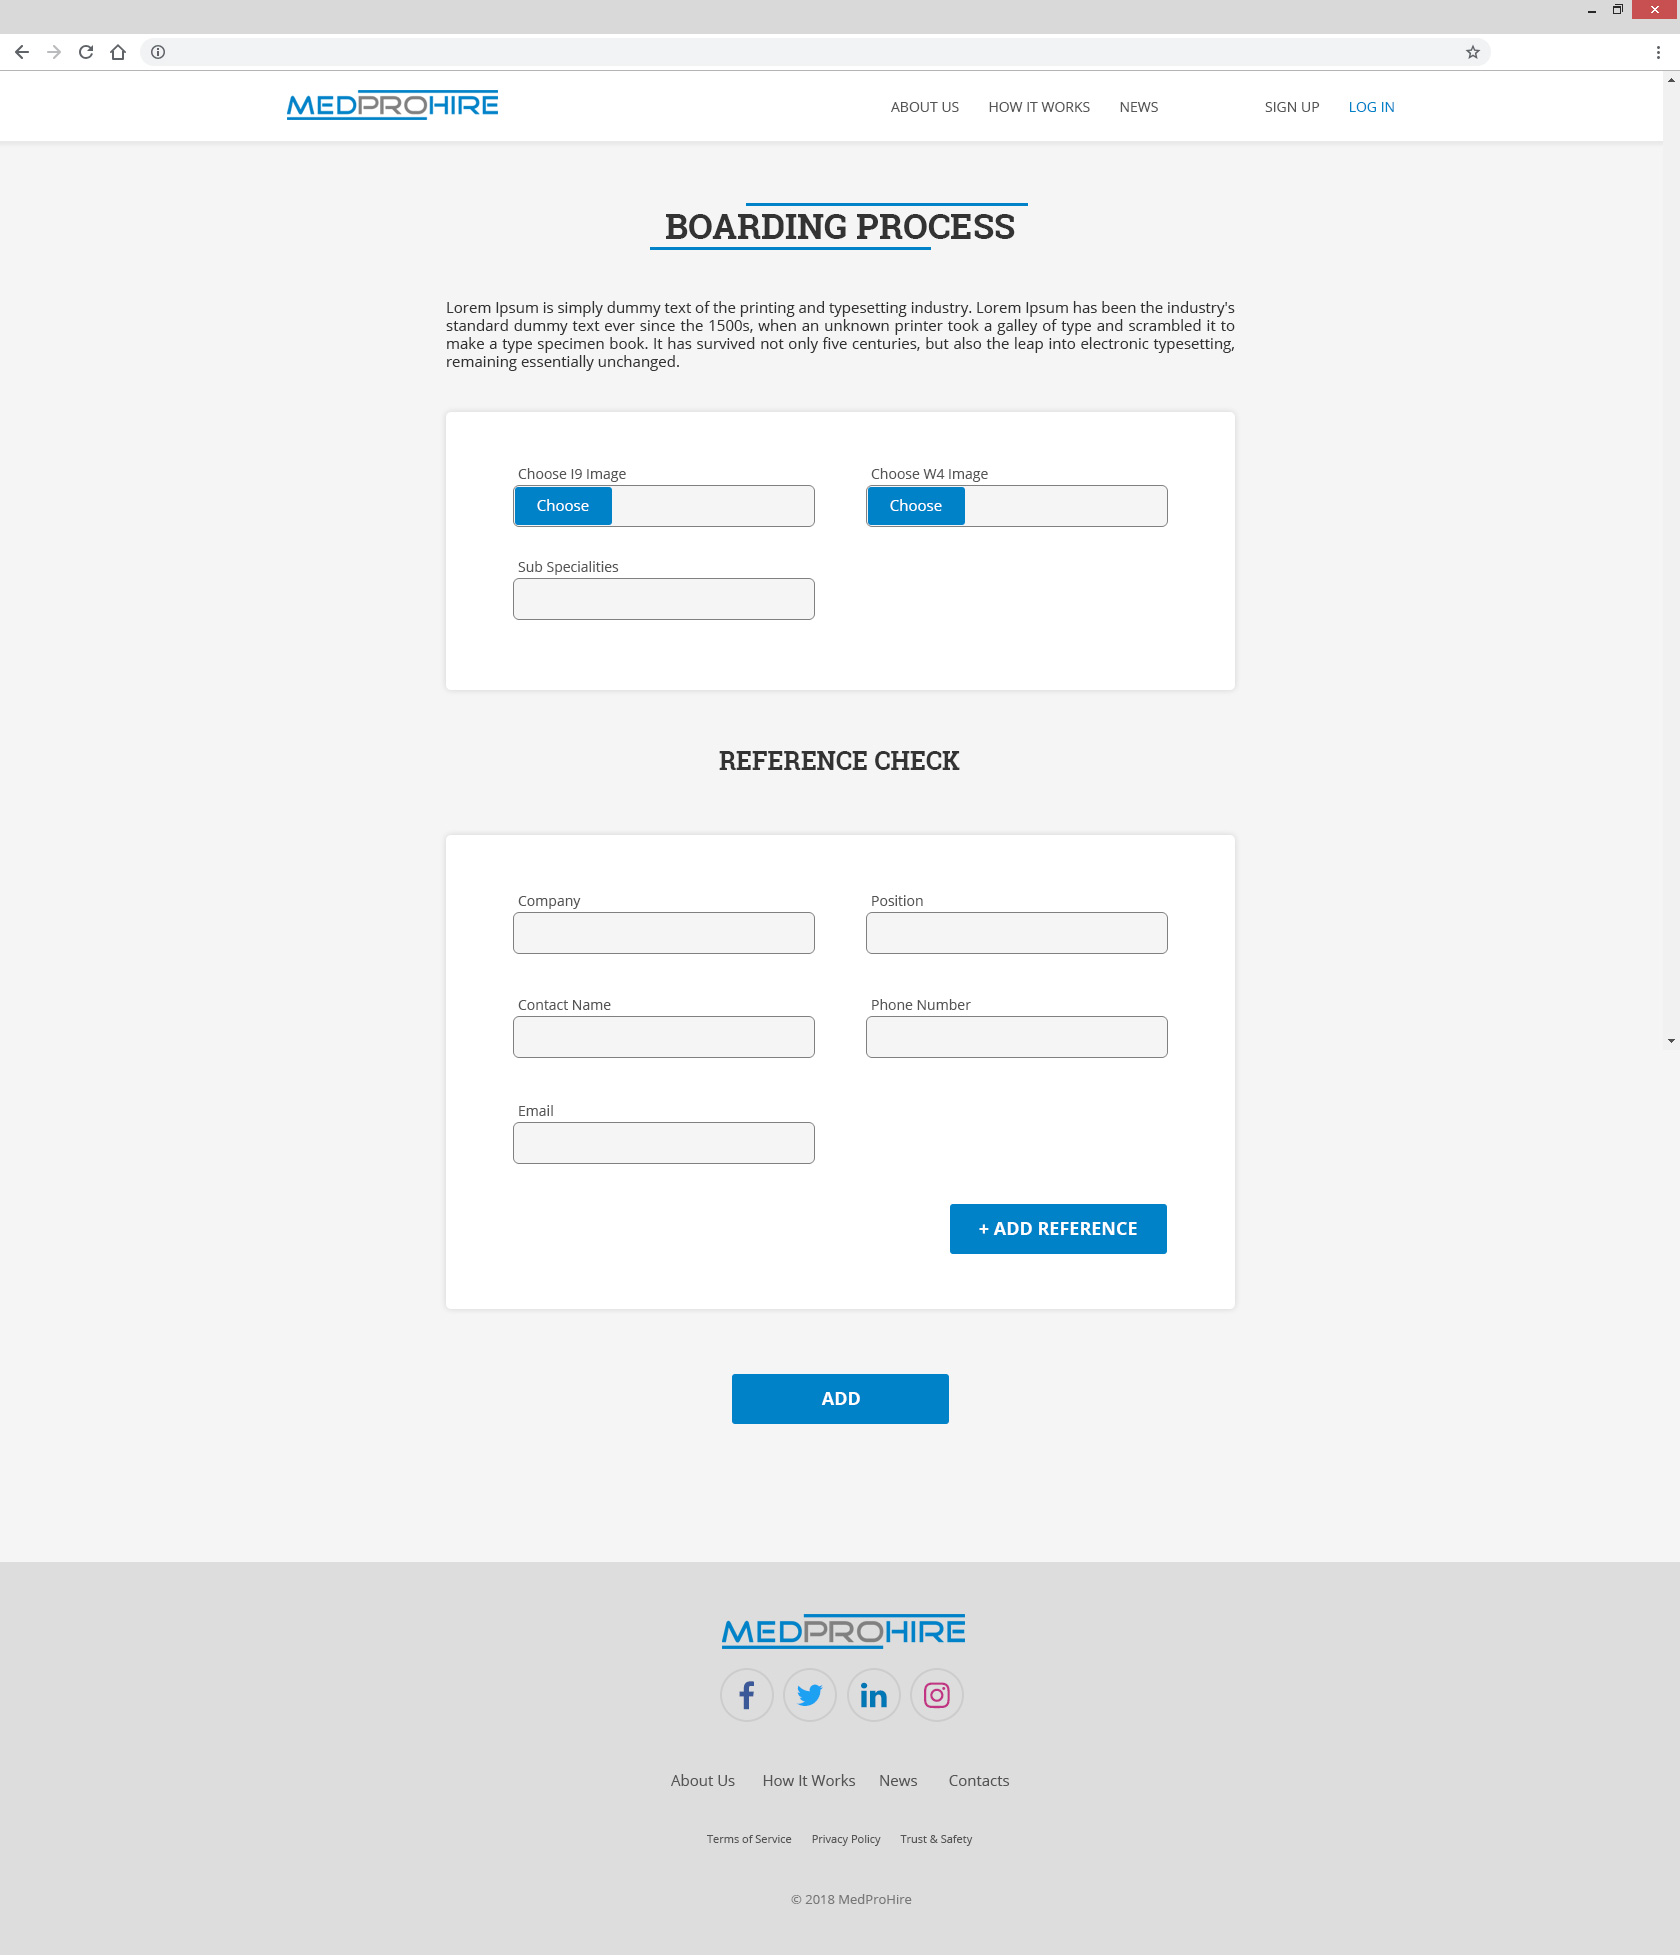 MEDPROHIRE
ABOUT US HOW IT WORKS NEWS SIGN UP LOG IN
BOARDING PROCESS
Lorem Ipsum is simply dummy text of the printing and typesetting industry. Lorem Ipsum has been the industry's
standard dummy text ever since the 1500s, when an unknown printer took a galley of type and scrambled it to
make a type specimen book. It has survived not only five centuries, but also the leap into electronic typesetting,
remaining essentially unchanged.
Choose I9 Image Choose W4 Image
Choose Choose
Sub Specialities
REFERENCE CHECK
Company Position
Contact Name Phone Number
Email
+ ADD REFERENCE
ADD
MEDPROHIRE
About Us How It Works News Contacts
Terms of Service Privacy Policy Trust & Safety
© 2018 MedProHire